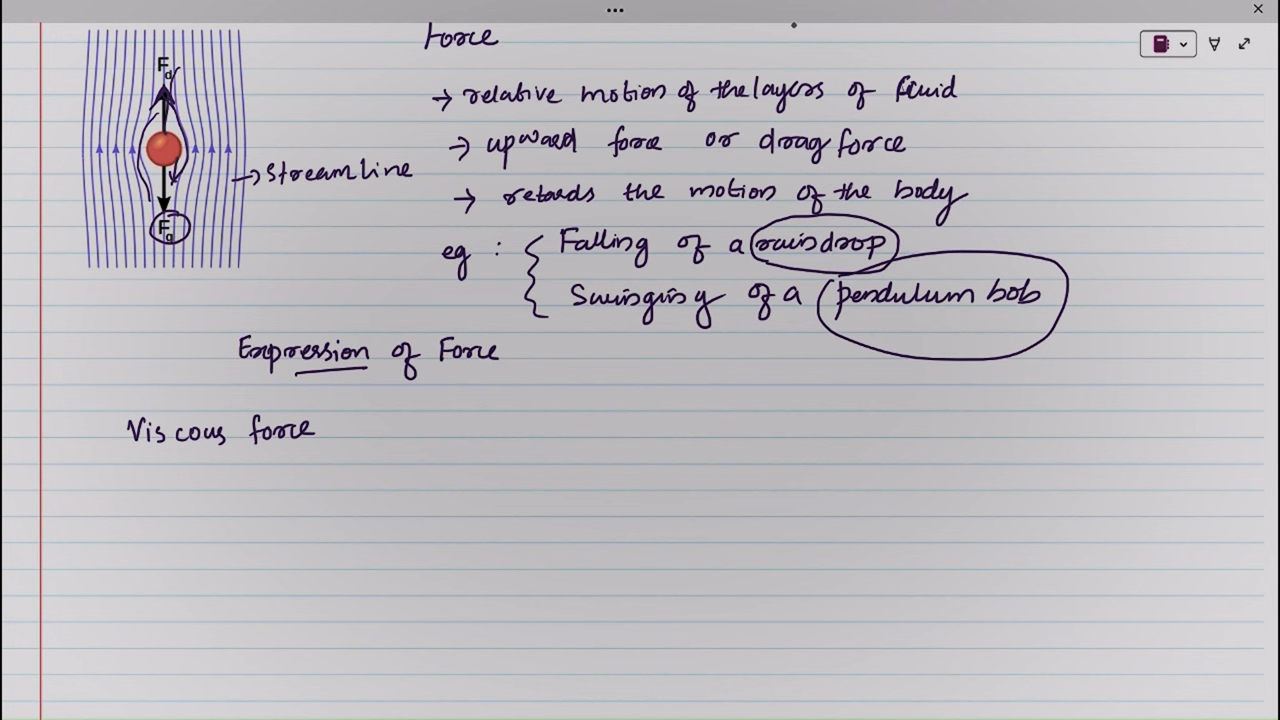 Force
Fd
→ relative motion of the layers of fluid
→ upward force or drag force
→ Streamline
→ retards the motion of the body
Fg
eg : { Falling of a raindrop
Swinging of a pendulum bob
Expression of Force
Viscous force